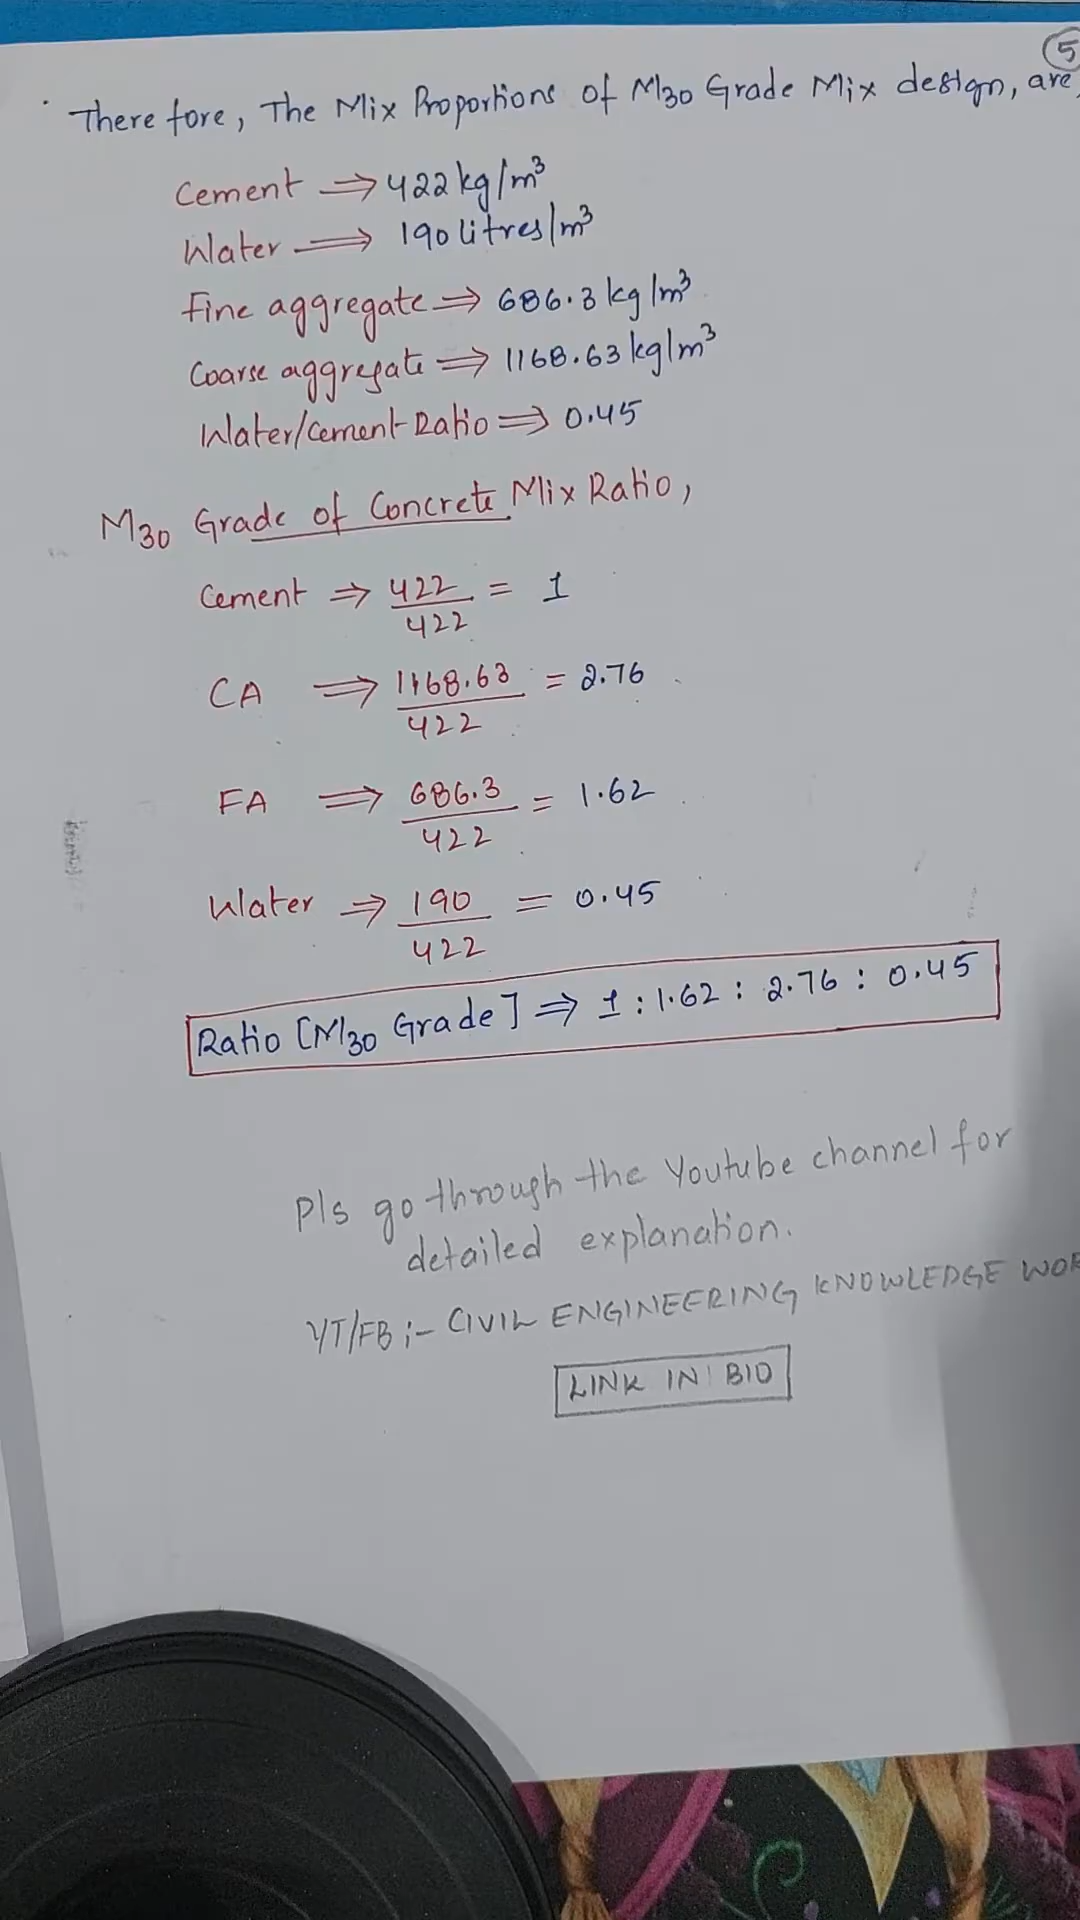 5
Therefore, The Mix Proportions of M30 Grade Mix design, are,
Cement ⇒ 422 kg/m³
Water ⇒ 190 litres/m³
Fine aggregate ⇒ 686.3 kg/m³
Coarse aggregate ⇒ 1168.63 kg/m³
Water/Cement Ratio ⇒ 0.45
M30 Grade of Concrete Mix Ratio,
Cement ⇒ 422/422 = 1
CA ⇒ 1168.63/422 = 2.76
FA ⇒ 686.3/422 = 1.62
Water ⇒ 190/422 = 0.45
Ratio [M30 Grade] ⇒ 1 : 1.62 : 2.76 : 0.45
Pls go through the Youtube channel for
detailed explanation.
YT/FB :- CIVIL ENGINEERING KNOWLEDGE WOR
LINK IN BIO